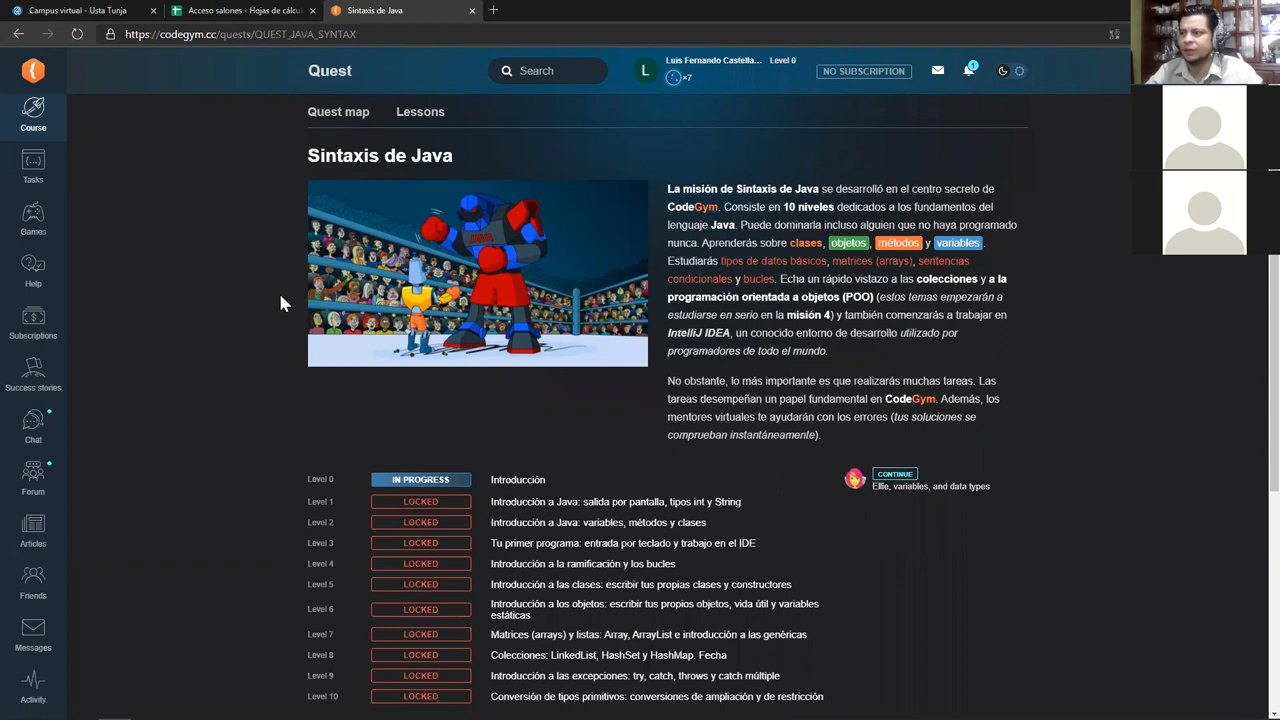 Campus virtual - Usta Tunja
Acceso salones - Hojas de cálcul
Sintaxis de Java
https://codegym.cc/quests/QUEST_JAVA_SYNTAX
Quest
Search
L
Luis Fernando Castella...
Level 0
×7
NO SUBSCRIPTION
1
Course
Tasks
Games
Help
Subscriptions
Success stories
Chat
Forum
Articles
Friends
Messages
Activity
Quest map
Lessons
Sintaxis de Java
La misión de Sintaxis de Java se desarrolló en el centro secreto de
CodeGym. Consiste en 10 niveles dedicados a los fundamentos del
lenguaje Java. Puede dominarla incluso alguien que no haya programado
nunca. Aprenderás sobre clases, objetos, métodos y variables.
Estudiarás tipos de datos básicos, matrices (arrays), sentencias
condicionales y bucles. Echa un rápido vistazo a las colecciones y a la
programación orientada a objetos (POO) (estos temas empezarán a
estudiarse en serio en la misión 4) y también comenzarás a trabajar en
IntelliJ IDEA, un conocido entorno de desarrollo utilizado por
programadores de todo el mundo.
No obstante, lo más importante es que realizarás muchas tareas. Las
tareas desempeñan un papel fundamental en CodeGym. Además, los
mentores virtuales te ayudarán con los errores (tus soluciones se
comprueban instantáneamente).
Level 0 IN PROGRESS Introducción
CONTINUE
Ellie, variables, and data types
Level 1 LOCKED Introducción a Java: salida por pantalla, tipos int y String
Level 2 LOCKED Introducción a Java: variables, métodos y clases
Level 3 LOCKED Tu primer programa: entrada por teclado y trabajo en el IDE
Level 4 LOCKED Introducción a la ramificación y los bucles
Level 5 LOCKED Introducción a las clases: escribir tus propias clases y constructores
Level 6 LOCKED Introducción a los objetos: escribir tus propios objetos, vida útil y variables
estáticas
Level 7 LOCKED Matrices (arrays) y listas: Array, ArrayList e introducción a las genéricas
Level 8 LOCKED Colecciones: LinkedList, HashSet y HashMap. Fecha
Level 9 LOCKED Introducción a las excepciones: try, catch, throws y catch múltiple
Level 10 LOCKED Conversión de tipos primitivos: conversiones de ampliación y de restricción